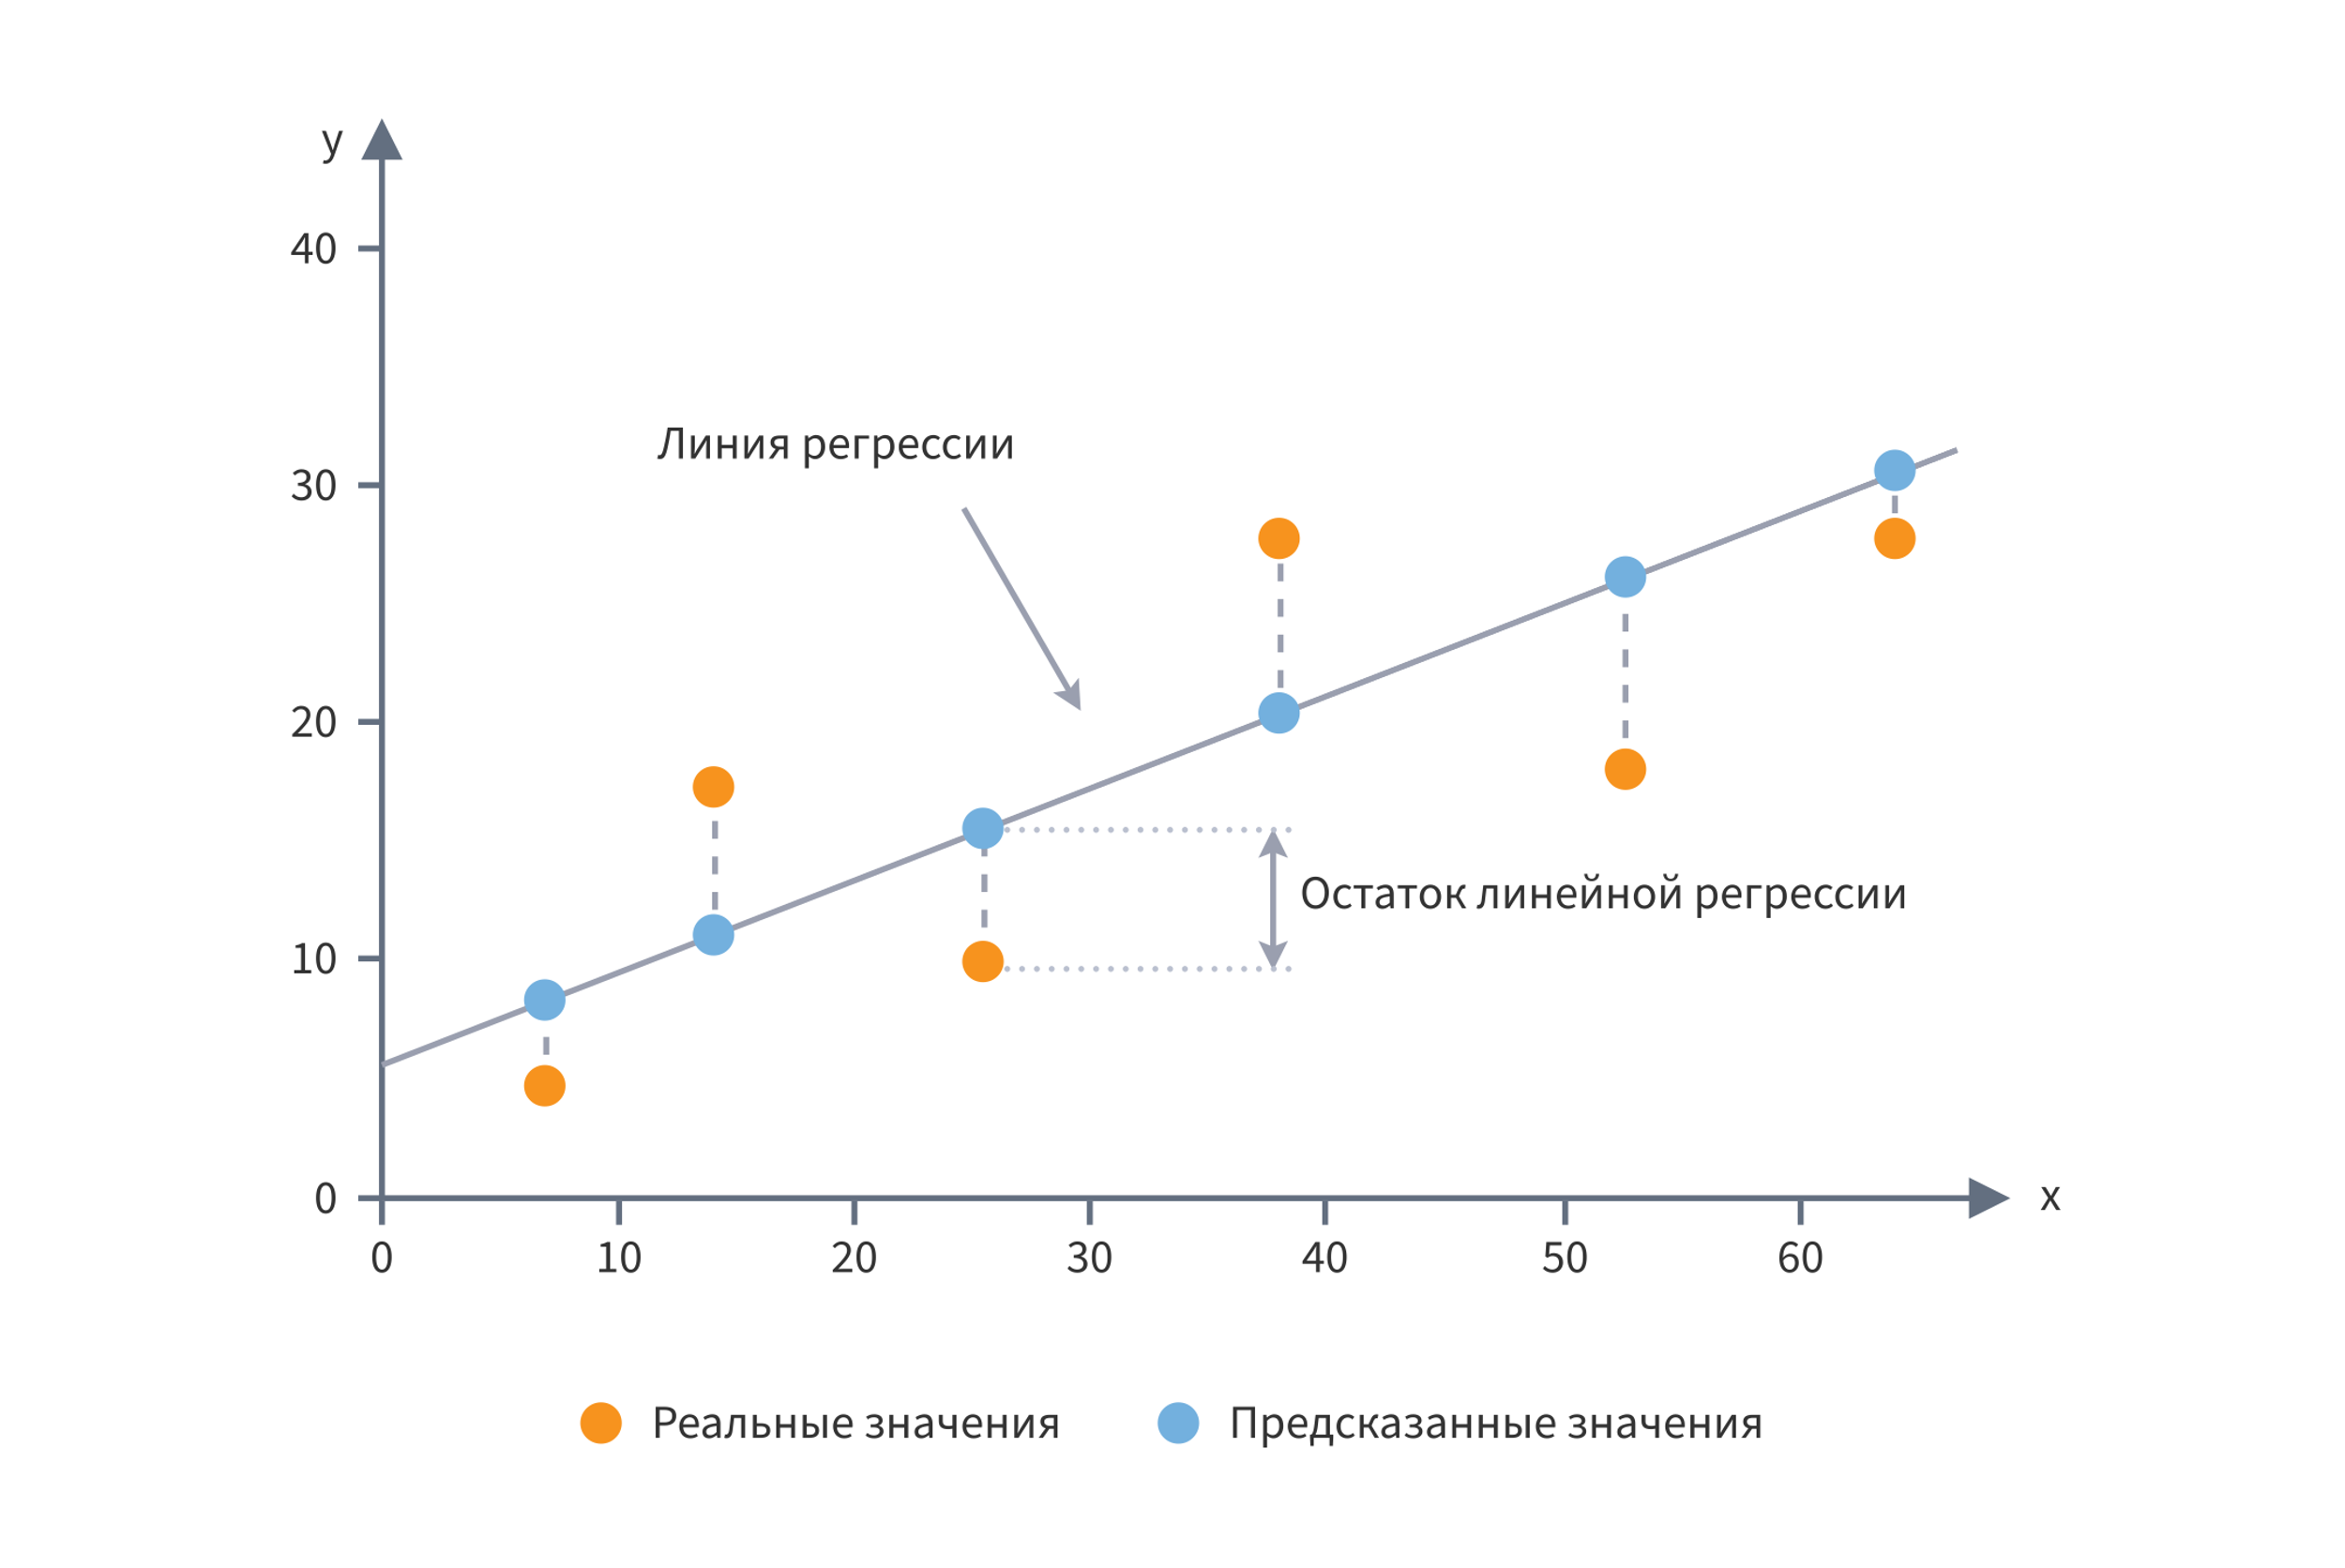 y
40
Линия регрессии
30
20
Остаток линейной регрессии
10
0
x
0 10 20 30 40 50 60
Реальные значения Предсказанные значения